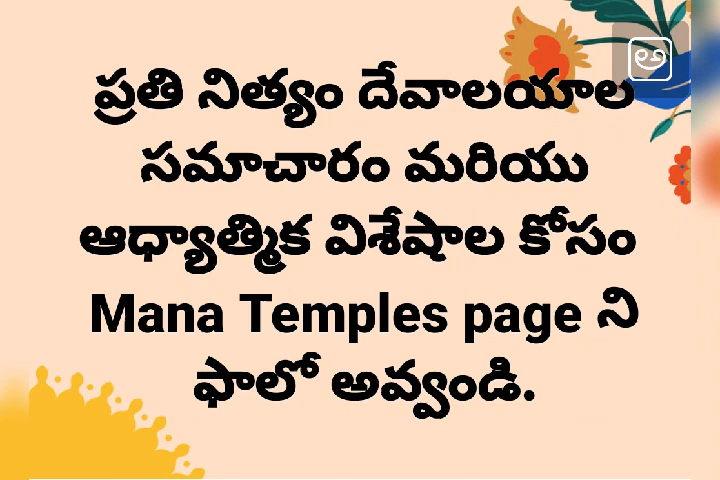 ప్రతి నిత్యం దేవాలయాల
సమాచారం మరియు
ఆధ్యాత్మిక విశేషాల కోసం
Mana Temples page ని
ఫాలో అవ్వండి.